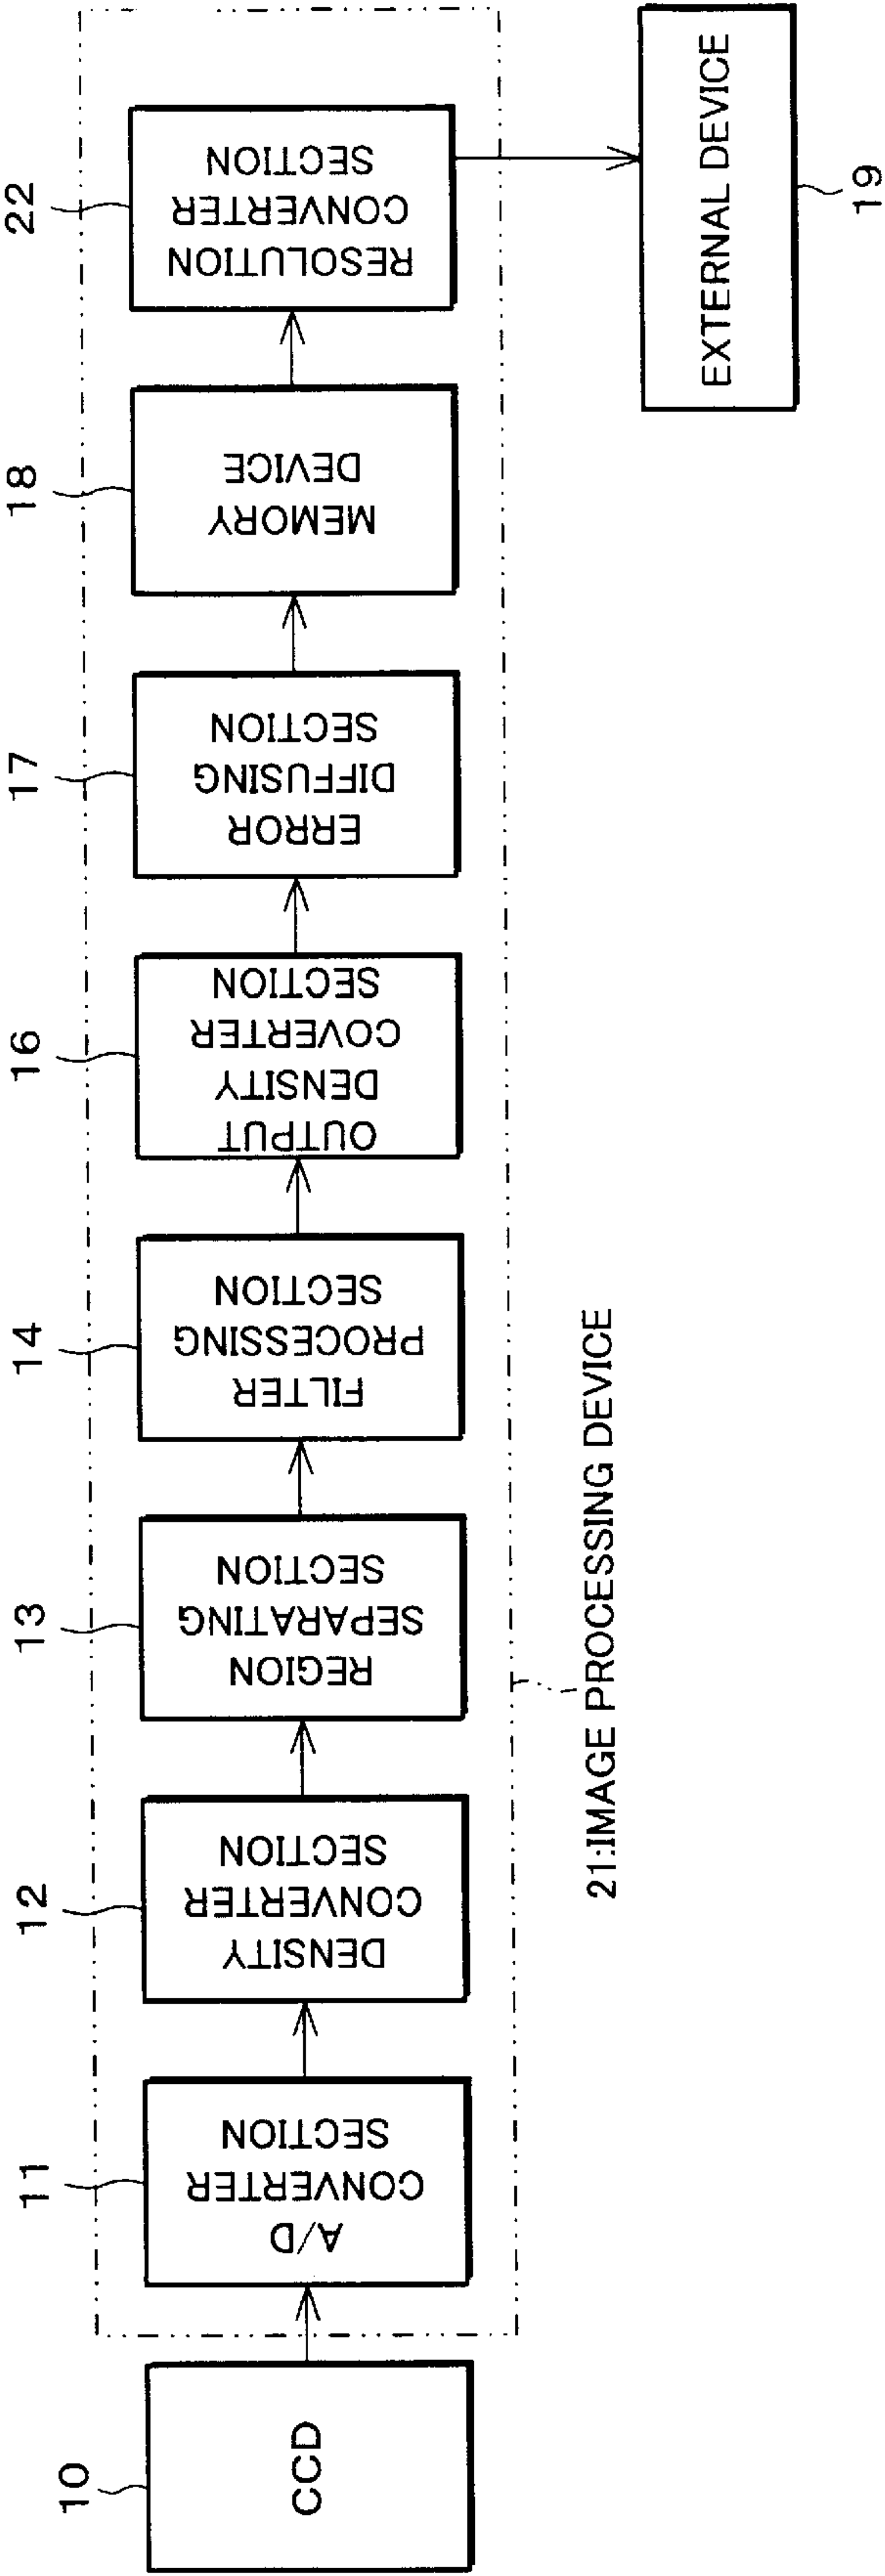 10
CCD
11
A/D
CONVERTER
SECTION
12
DENSITY
CONVERTER
SECTION
13
REGION
SEPARATING
SECTION
14
FILTER
PROCESSING
SECTION
16
OUTPUT
DENSITY
COVERTER
SECTION
17
ERROR
DIFFUSING
SECTION
18
MEMORY
DEVICE
22
RESOLUTION
CONVERTER
SECTION
21:IMAGE PROCESSING DEVICE
EXTERNAL DEVICE
19